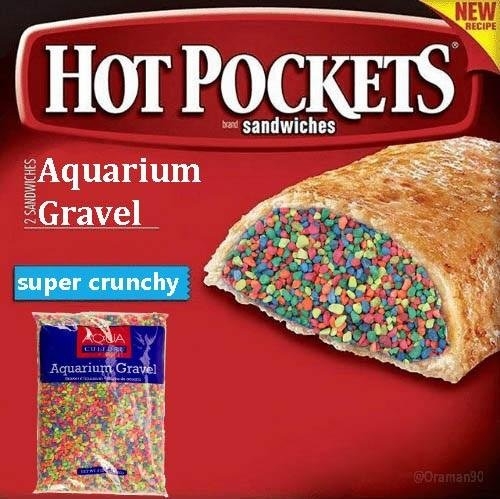 NEW
RECIPE
HOT POCKETS®
brand sandwiches
2 SANDWICHES
Aquarium
Gravel
super crunchy
AQUA
CULTURE
Aquarium Gravel
@Oraman90